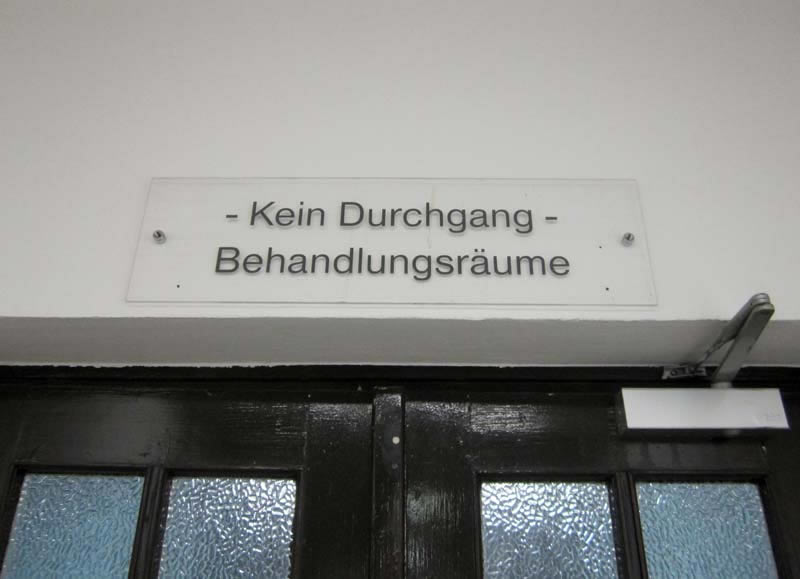 - Kein Durchgang -
Behandlungsräume